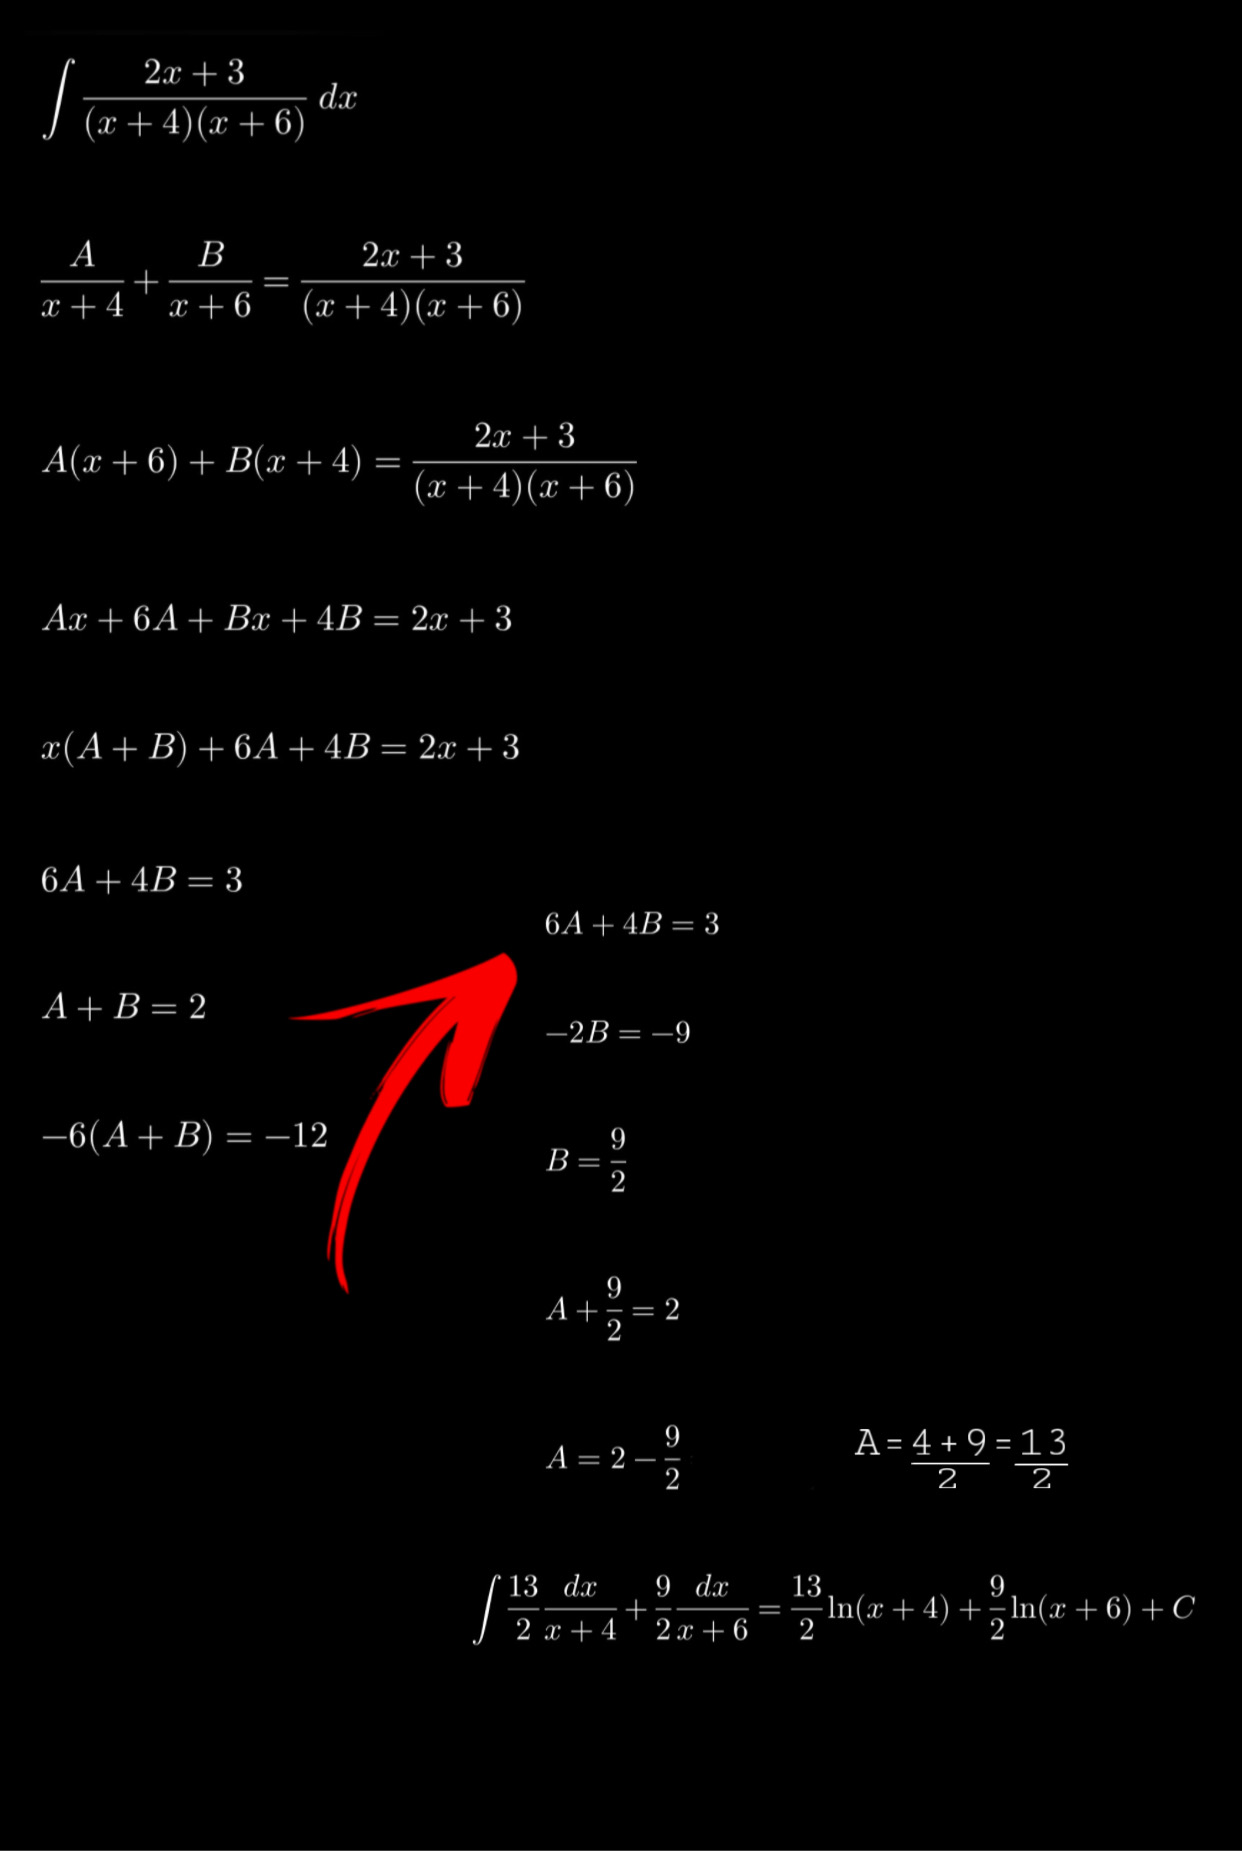 ∫ (2x + 3)/((x + 4)(x + 6)) dx
A/(x + 4) + B/(x + 6) = (2x + 3)/((x + 4)(x + 6))
A(x + 6) + B(x + 4) = (2x + 3)/((x + 4)(x + 6))
Ax + 6A + Bx + 4B = 2x + 3
x(A + B) + 6A + 4B = 2x + 3
6A + 4B = 3
A + B = 2
−6(A + B) = −12
6A + 4B = 3
−2B = −9
B = 9/2
A + 9/2 = 2
A = 2 − 9/2
A = (4 + 9)/2 = 13/2
∫ 13/2 dx/(x + 4) + 9/2 dx/(x + 6) = 13/2 ln(x + 4) + 9/2 ln(x + 6) + C